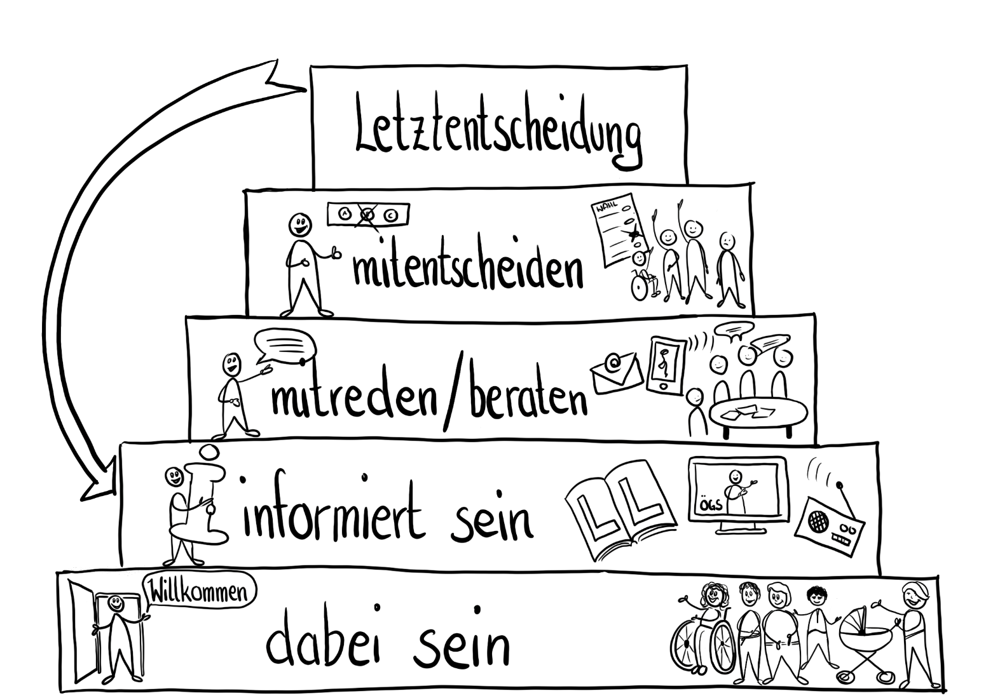 Letztentscheidung
A B C
WAHL
mitentscheiden
@
mitreden/beraten
informiert sein
LL
ÖGS
Willkommen
dabei sein